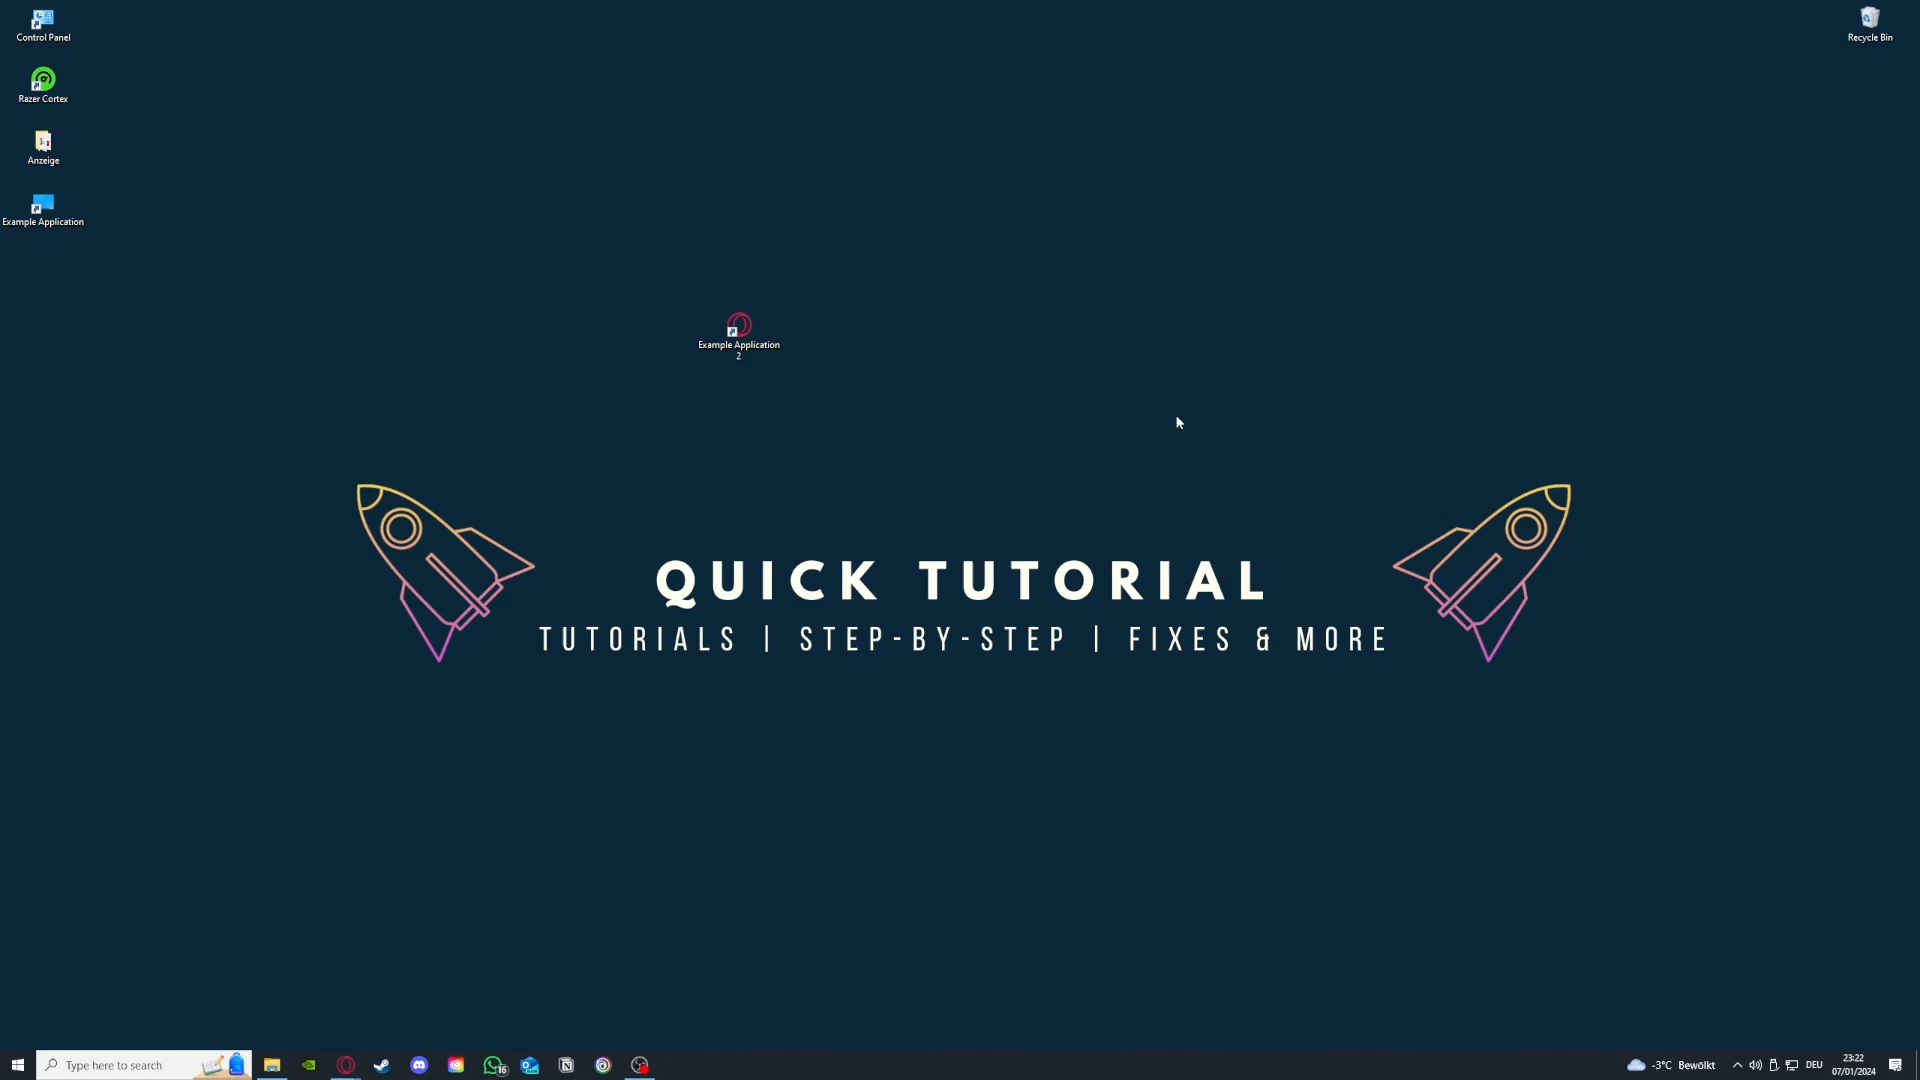 Control Panel
Recycle Bin
Razer Cortex
Anzeige
Example Application
Example Application
2
QUICK TUTORIAL
TUTORIALS | STEP-BY-STEP | FIXES & MORE
Type here to search
16
-3°C Bewölkt
DEU
23:22
07/01/2024